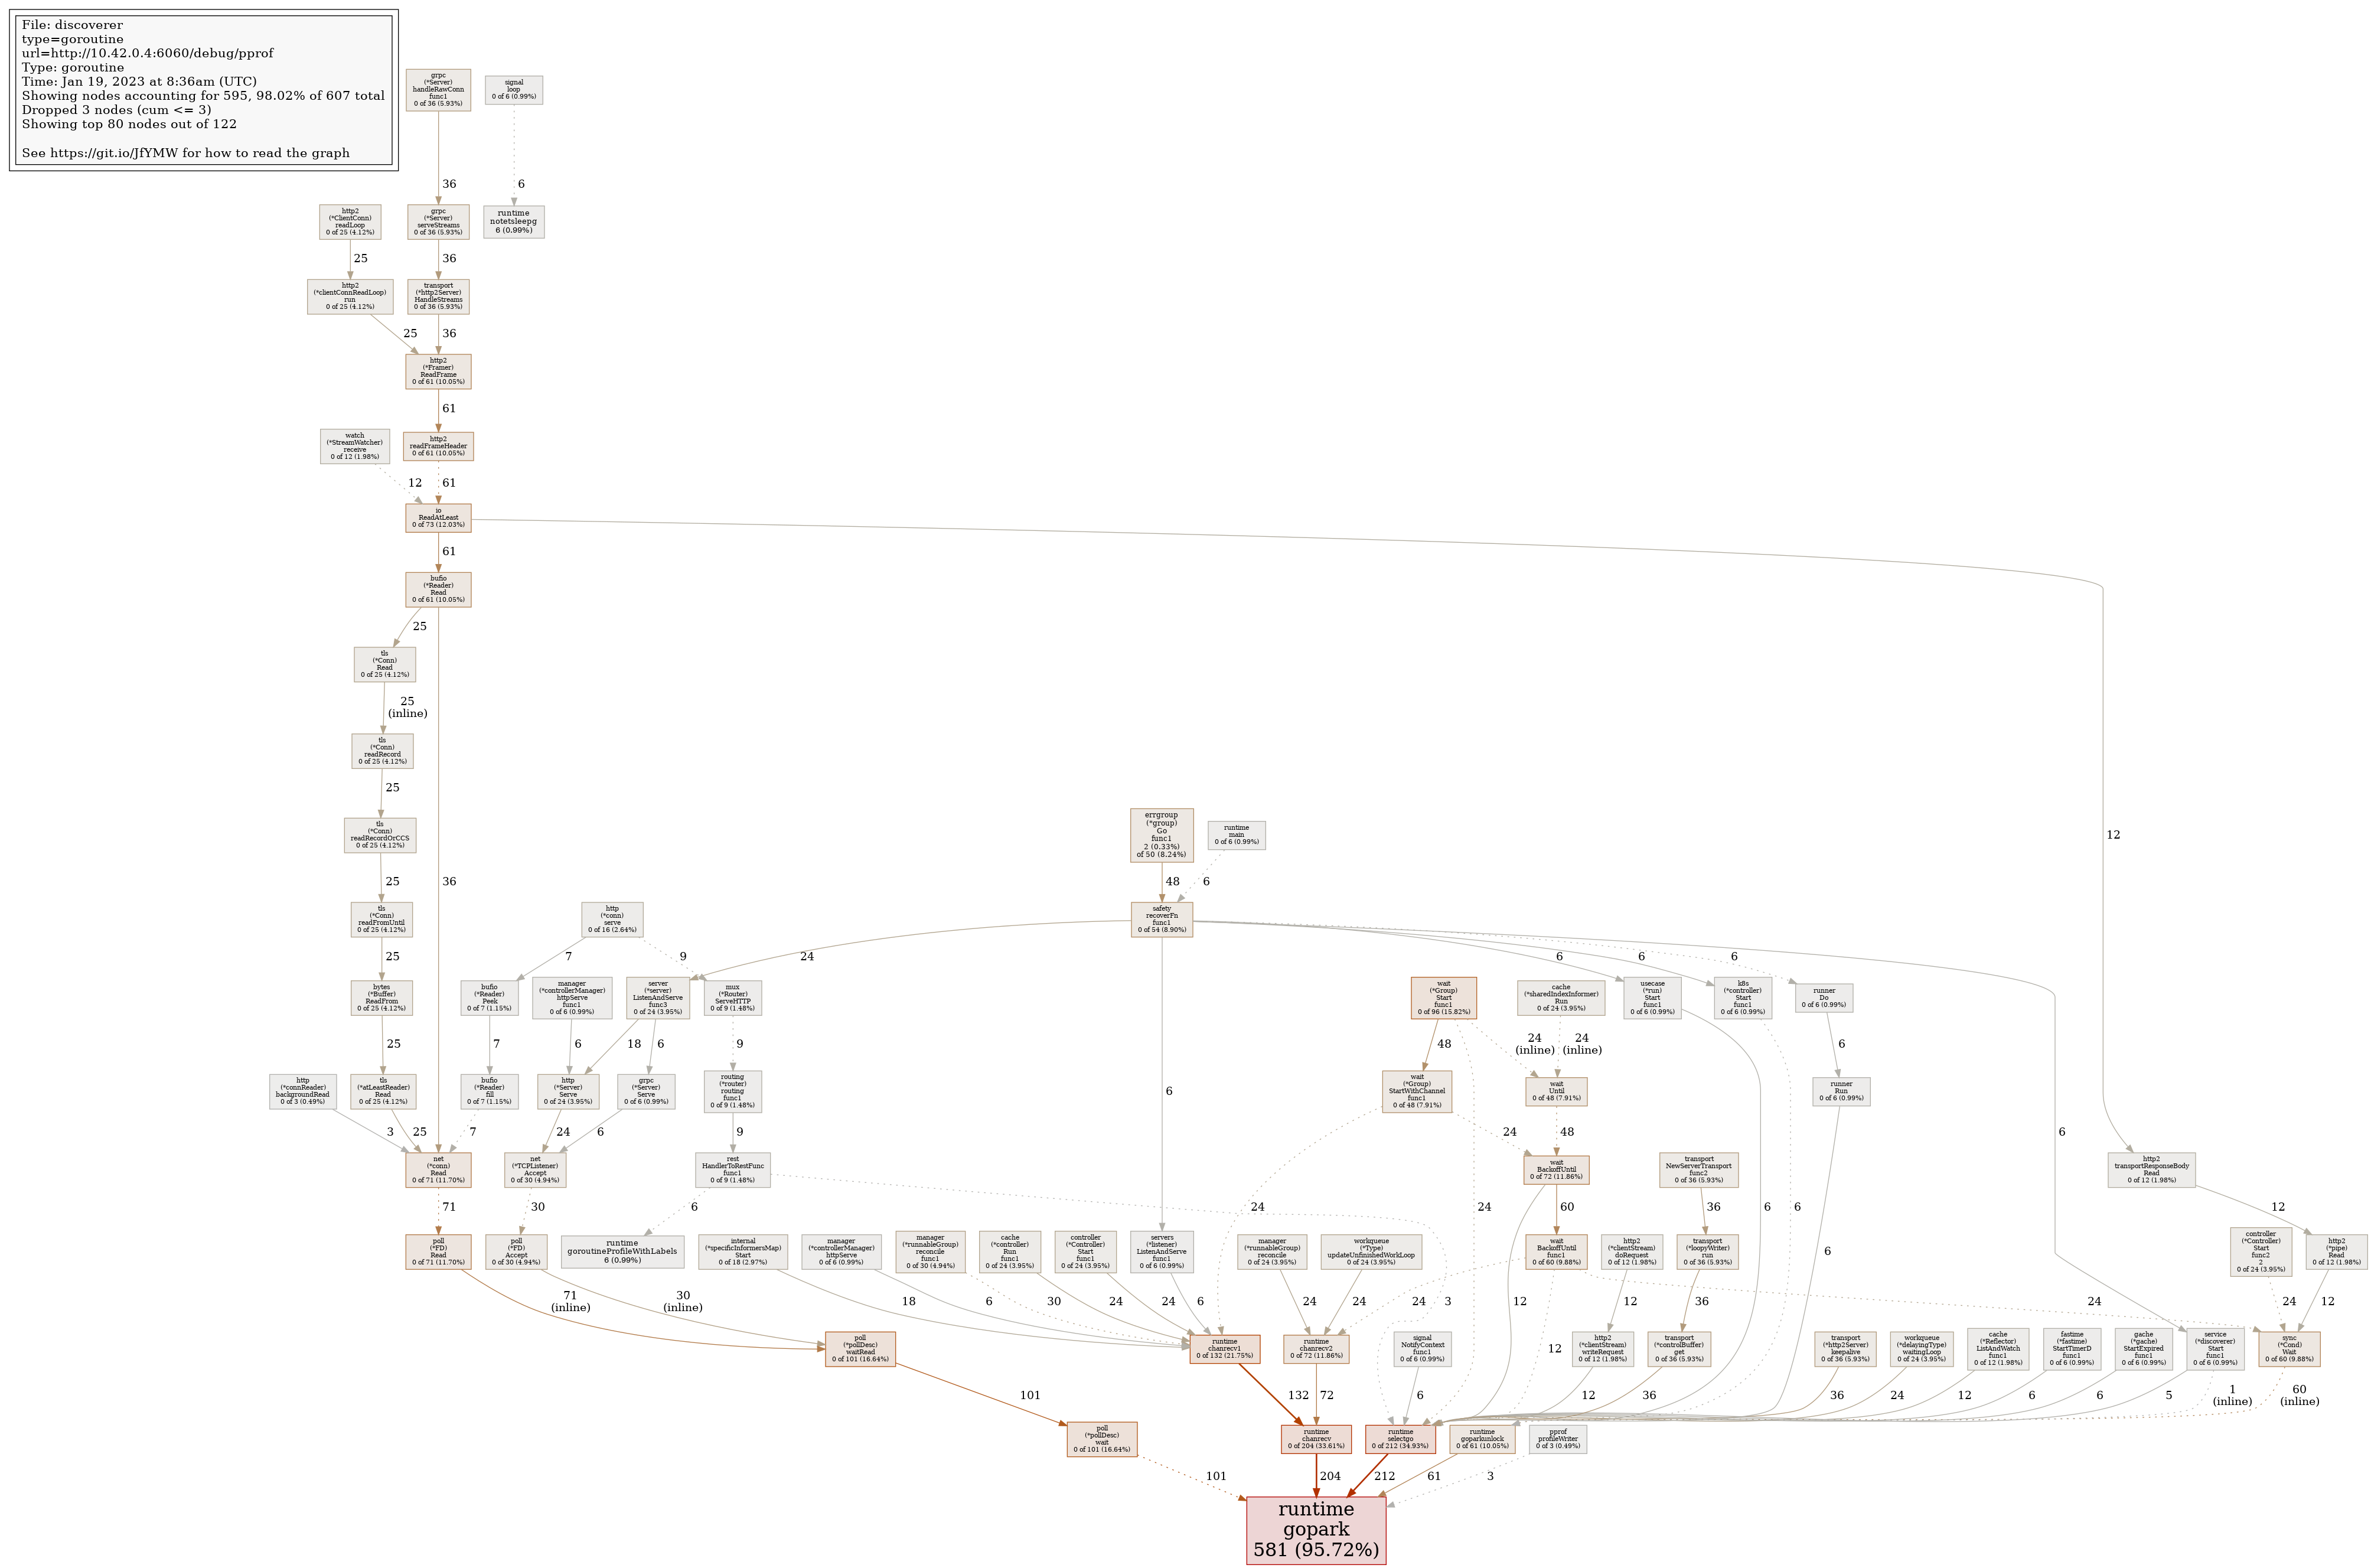 File: discoverer
type=goroutine
url=http://10.42.0.4:6060/debug/pprof
Type: goroutine
Time: Jan 19, 2023 at 8:36am (UTC)
Showing nodes accounting for 595, 98.02% of 607 total
Dropped 3 nodes (cum <= 3)
Showing top 80 nodes out of 122
See https://git.io/JfYMW for how to read the graph
grpc
(*Server)
handleRawConn
func1
0 of 36 (5.93%)
signal
loop
0 of 6 (0.99%)
36
6
http2
(*ClientConn)
readLoop
0 of 25 (4.12%)
grpc
(*Server)
serveStreams
0 of 36 (5.93%)
runtime
notetsleepg
6 (0.99%)
25
36
http2
(*clientConnReadLoop)
run
0 of 25 (4.12%)
transport
(*http2Server)
HandleStreams
0 of 36 (5.93%)
25
36
http2
(*Framer)
ReadFrame
0 of 61 (10.05%)
61
watch
(*StreamWatcher)
receive
0 of 12 (1.98%)
http2
readFrameHeader
0 of 61 (10.05%)
12
61
io
ReadAtLeast
0 of 73 (12.03%)
61
12
bufio
(*Reader)
Read
0 of 61 (10.05%)
25
36
tls
(*Conn)
Read
0 of 25 (4.12%)
25
(inline)
tls
(*Conn)
readRecord
0 of 25 (4.12%)
25
tls
(*Conn)
readRecordOrCCS
0 of 25 (4.12%)
25
errgroup
(*group)
Go
func1
2 (0.33%)
of 50 (8.24%)
runtime
main
0 of 6 (0.99%)
48
6
tls
(*Conn)
readFromUntil
0 of 25 (4.12%)
25
http
(*conn)
serve
0 of 16 (2.64%)
7
9
safety
recoverFn
func1
0 of 54 (8.90%)
24
6
6
6
6
6
bytes
(*Buffer)
ReadFrom
0 of 25 (4.12%)
25
bufio
(*Reader)
Peek
0 of 7 (1.15%)
7
manager
(*controllerManager)
httpServe
func1
0 of 6 (0.99%)
6
server
(*server)
ListenAndServe
func3
0 of 24 (3.95%)
18
6
mux
(*Router)
ServeHTTP
0 of 9 (1.48%)
9
wait
(*Group)
Start
func1
0 of 96 (15.82%)
48
24
(inline)
24
cache
(*sharedIndexInformer)
Run
0 of 24 (3.95%)
24
(inline)
usecase
(*run)
Start
func1
0 of 6 (0.99%)
6
k8s
(*controller)
Start
func1
0 of 6 (0.99%)
6
runner
Do
0 of 6 (0.99%)
6
http
(*connReader)
backgroundRead
0 of 3 (0.49%)
3
tls
(*atLeastReader)
Read
0 of 25 (4.12%)
25
bufio
(*Reader)
fill
0 of 7 (1.15%)
7
http
(*Server)
Serve
0 of 24 (3.95%)
24
grpc
(*Server)
Serve
0 of 6 (0.99%)
6
routing
(*router)
routing
func1
0 of 9 (1.48%)
9
wait
(*Group)
StartWithChannel
func1
0 of 48 (7.91%)
24
24
wait
Until
0 of 48 (7.91%)
48
runner
Run
0 of 6 (0.99%)
6
net
(*conn)
Read
0 of 71 (11.70%)
71
net
(*TCPListener)
Accept
0 of 30 (4.94%)
30
rest
HandlerToRestFunc
func1
0 of 9 (1.48%)
6
3
wait
BackoffUntil
0 of 72 (11.86%)
60
12
transport
NewServerTransport
func2
0 of 36 (5.93%)
36
http2
transportResponseBody
Read
0 of 12 (1.98%)
12
poll
(*FD)
Read
0 of 71 (11.70%)
71
(inline)
poll
(*FD)
Accept
0 of 30 (4.94%)
30
(inline)
runtime
goroutineProfileWithLabels
6 (0.99%)
internal
(*specificInformersMap)
Start
0 of 18 (2.97%)
18
manager
(*controllerManager)
httpServe
0 of 6 (0.99%)
6
manager
(*runnableGroup)
reconcile
func1
0 of 30 (4.94%)
30
cache
(*controller)
Run
func1
0 of 24 (3.95%)
24
controller
(*Controller)
Start
func1
0 of 24 (3.95%)
24
servers
(*listener)
ListenAndServe
func1
0 of 6 (0.99%)
6
manager
(*runnableGroup)
reconcile
0 of 24 (3.95%)
24
workqueue
(*Type)
updateUnfinishedWorkLoop
0 of 24 (3.95%)
24
wait
BackoffUntil
func1
0 of 60 (9.88%)
24
12
24
http2
(*clientStream)
doRequest
0 of 12 (1.98%)
12
transport
(*loopyWriter)
run
0 of 36 (5.93%)
36
controller
(*Controller)
Start
func2
2
0 of 24 (3.95%)
24
http2
(*pipe)
Read
0 of 12 (1.98%)
12
poll
(*pollDesc)
waitRead
0 of 101 (16.64%)
101
runtime
chanrecv1
0 of 132 (21.75%)
132
runtime
chanrecv2
0 of 72 (11.86%)
72
signal
NotifyContext
func1
0 of 6 (0.99%)
6
http2
(*clientStream)
writeRequest
0 of 12 (1.98%)
12
transport
(*controlBuffer)
get
0 of 36 (5.93%)
36
transport
(*http2Server)
keepalive
0 of 36 (5.93%)
36
workqueue
(*delayingType)
waitingLoop
0 of 24 (3.95%)
24
cache
(*Reflector)
ListAndWatch
func1
0 of 12 (1.98%)
12
fastime
(*fastime)
StartTimerD
func1
0 of 6 (0.99%)
6
gache
(*gache)
StartExpired
func1
0 of 6 (0.99%)
6
service
(*discoverer)
Start
func1
0 of 6 (0.99%)
5
1
(inline)
sync
(*Cond)
Wait
0 of 60 (9.88%)
60
(inline)
poll
(*pollDesc)
wait
0 of 101 (16.64%)
101
runtime
chanrecv
0 of 204 (33.61%)
204
runtime
selectgo
0 of 212 (34.93%)
212
runtime
goparkunlock
0 of 61 (10.05%)
61
pprof
profileWriter
0 of 3 (0.49%)
3
runtime
gopark
581 (95.72%)